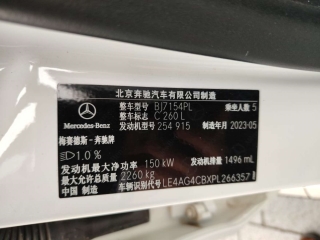 北京奔驰汽车有限公司制造
整车型号 BJ7154PL 乘坐人数 5
整车名称 C 260 L
发动机型号 254 915 制造年月 2023-05
Mercedes-Benz
梅赛德斯-奔驰牌
1.0 %
发动机最大净功率 150 kW 发动机排量 1496 mL
最大允许总质量 2260 kg
中国 制造 车辆识别代号 LE4AG4CBXPL266357